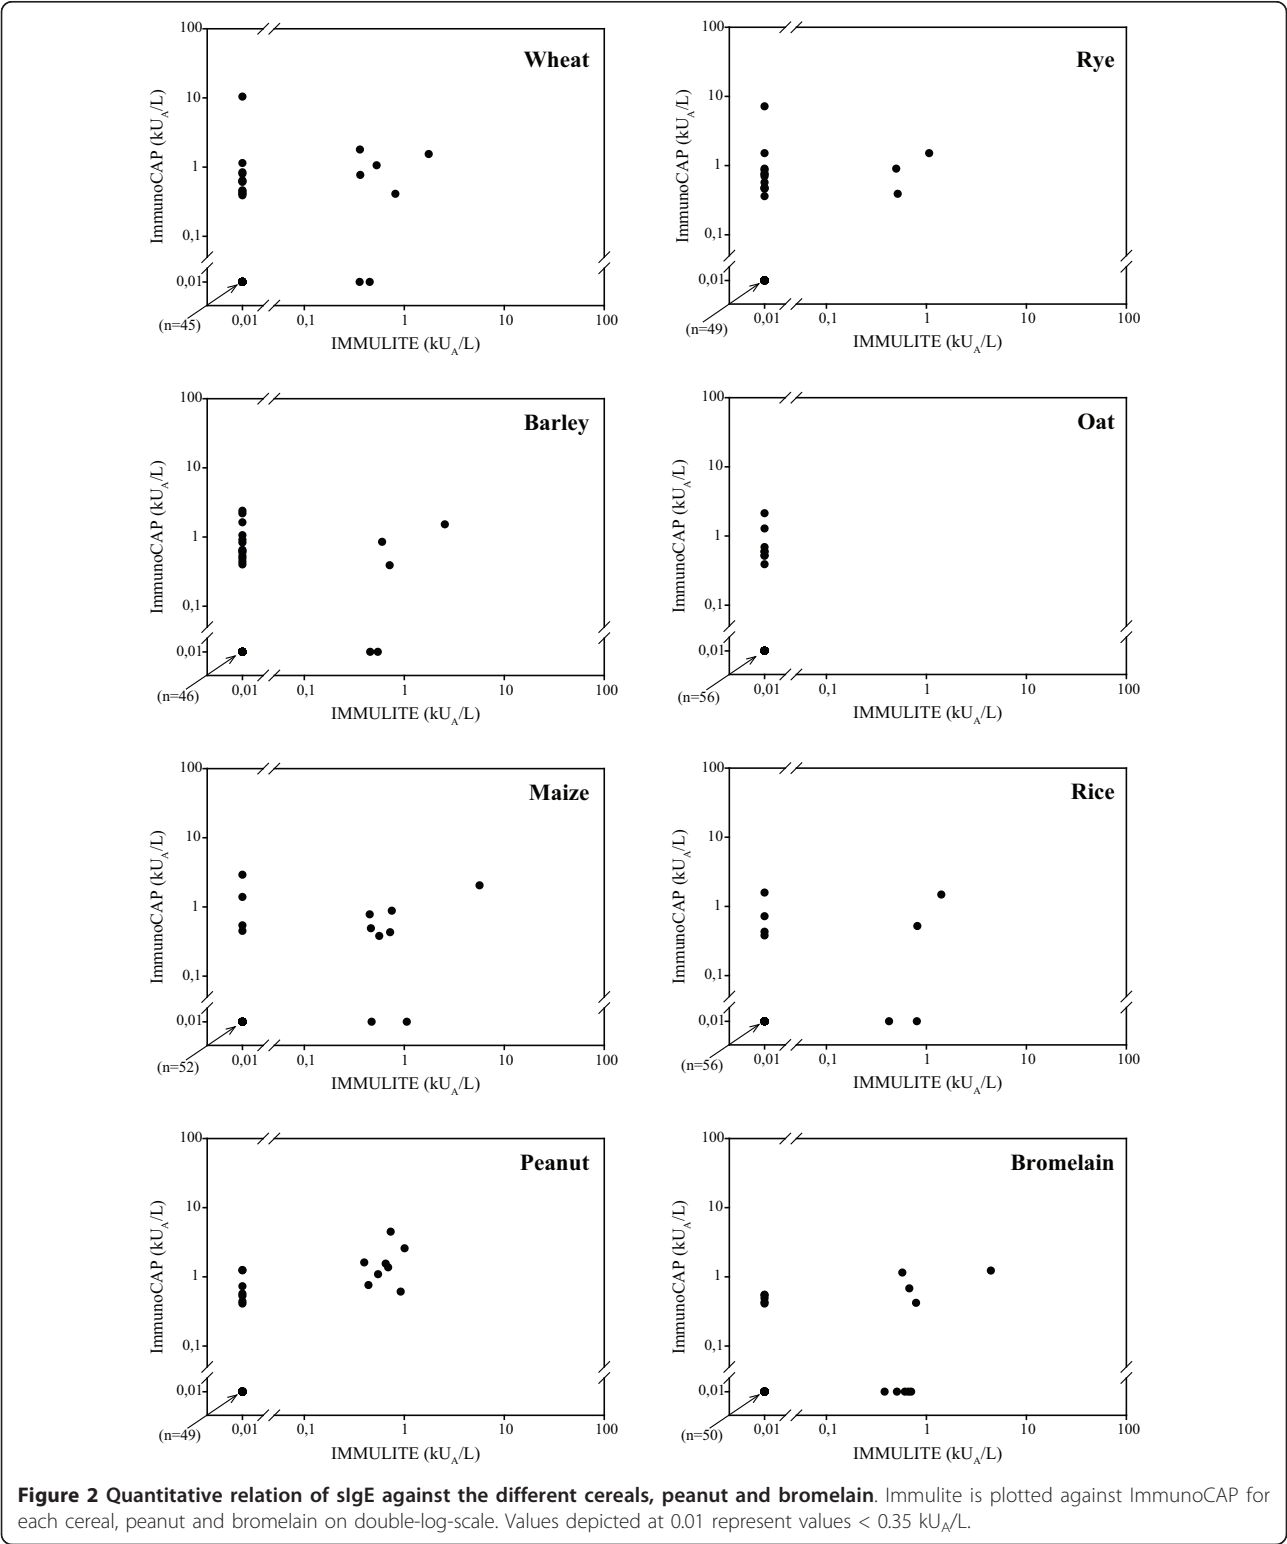 Wheat
100
10
1
0,1
0,01
ImmunoCAP (kU_A/L)
(n=45)
0,01 0,1 1 10 100
IMMULITE (kU_A/L)
Rye
100
10
1
0,1
0,01
ImmunoCAP (kU_A/L)
(n=49)
0,01 0,1 1 10 100
IMMULITE (kU_A/L)
Barley
100
10
1
0,1
0,01
ImmunoCAP (kU_A/L)
(n=46)
0,01 0,1 1 10 100
IMMULITE (kU_A/L)
Oat
100
10
1
0,1
0,01
ImmunoCAP (kU_A/L)
(n=56)
0,01 0,1 1 10 100
IMMULITE (kU_A/L)
Maize
100
10
1
0,1
0,01
ImmunoCAP (kU_A/L)
(n=52)
0,01 0,1 1 10 100
IMMULITE (kU_A/L)
Rice
100
10
1
0,1
0,01
ImmunoCAP (kU_A/L)
(n=56)
0,01 0,1 1 10 100
IMMULITE (kU_A/L)
Peanut
100
10
1
0,1
0,01
ImmunoCAP (kU_A/L)
(n=49)
0,01 0,1 1 10 100
IMMULITE (kU_A/L)
Bromelain
100
10
1
0,1
0,01
ImmunoCAP (kU_A/L)
(n=50)
0,01 0,1 1 10 100
IMMULITE (kU_A/L)
Figure 2 Quantitative relation of sIgE against the different cereals, peanut and bromelain. Immulite is plotted against ImmunoCAP for
each cereal, peanut and bromelain on double-log-scale. Values depicted at 0.01 represent values < 0.35 kU_A/L.